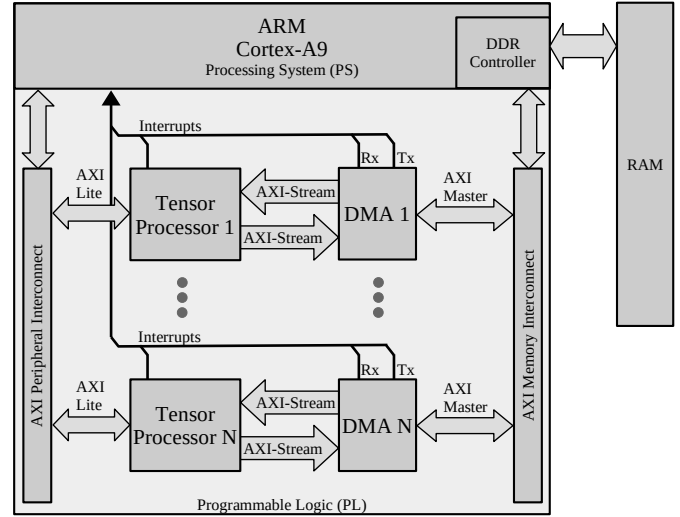 ARM
Cortex-A9
Processing System (PS)
DDR
Controller
RAM
Interrupts
Rx
Tx
AXI
Lite
Tensor
Processor 1
AXI-Stream
AXI-Stream
DMA 1
AXI
Master
AXI Peripheral Interconnect
AXI Memory Interconnect
Interrupts
Rx
Tx
AXI
Lite
Tensor
Processor N
AXI-Stream
AXI-Stream
DMA N
AXI
Master
Programmable Logic (PL)